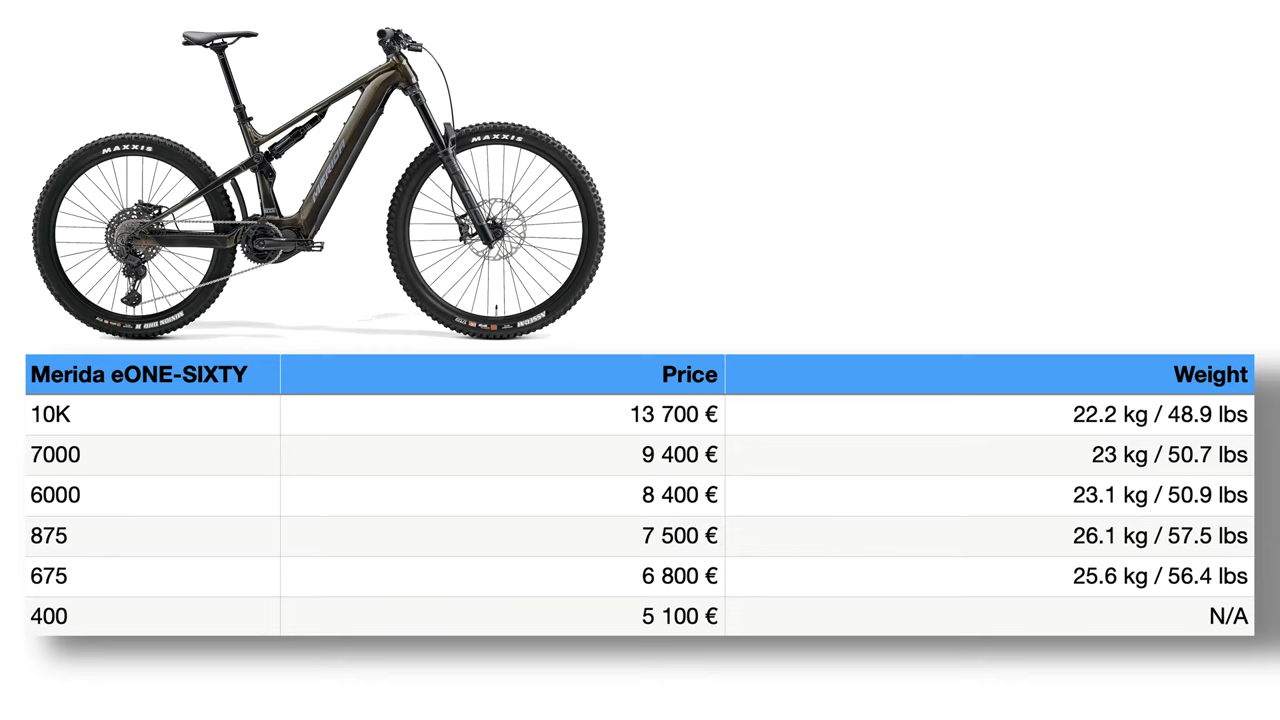 MAXXIS
MAXXIS
MERIDA
Merida eONE-SIXTY Price Weight
10K 13 700 € 22.2 kg / 48.9 lbs
7000 9 400 € 23 kg / 50.7 lbs
6000 8 400 € 23.1 kg / 50.9 lbs
875 7 500 € 26.1 kg / 57.5 lbs
675 6 800 € 25.6 kg / 56.4 lbs
400 5 100 € N/A